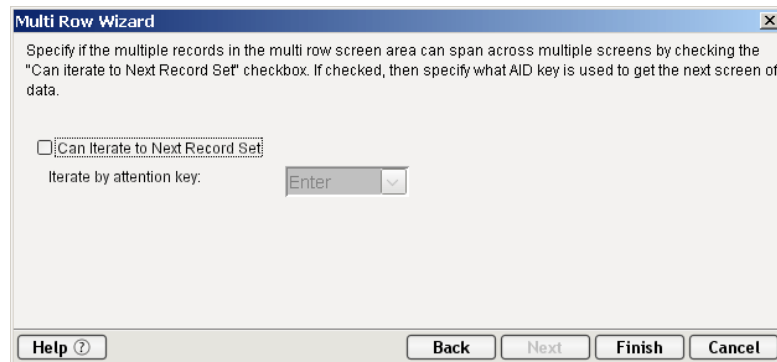 Multi Row Wizard
Specify if the multiple records in the multi row screen area can span across multiple screens by checking the
"Can iterate to Next Record Set" checkbox. If checked, then specify what AID key is used to get the next screen of
data.
Can Iterate to Next Record Set
Iterate by attention key:
Enter
Help ?
Back
Next
Finish
Cancel